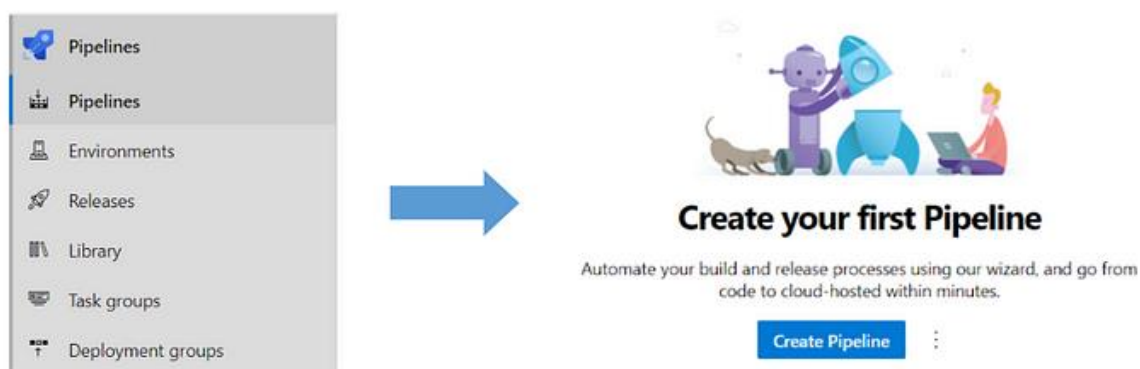 Pipelines
Pipelines
Environments
Releases
Library
Task groups
Deployment groups
Create your first Pipeline
Automate your build and release processes using our wizard, and go from
code to cloud-hosted within minutes.
Create Pipeline